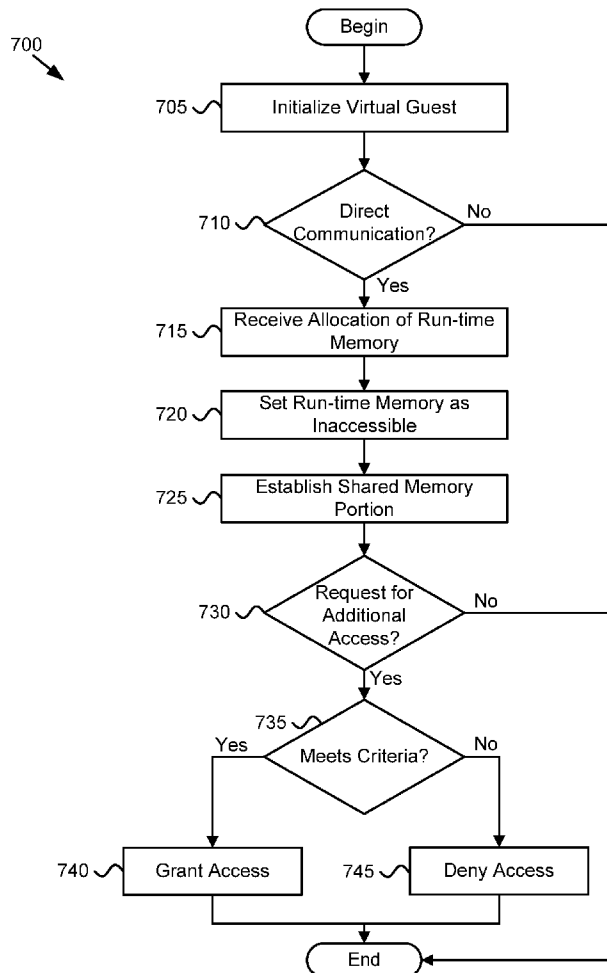 700
Begin
705
Initialize Virtual Guest
710
Direct
Communication?
No
Yes
715
Receive Allocation of Run-time
Memory
720
Set Run-time Memory as
Inaccessible
725
Establish Shared Memory
Portion
730
Request for
Additional
Access?
No
Yes
735
Meets Criteria?
Yes
No
740
Grant Access
745
Deny Access
End